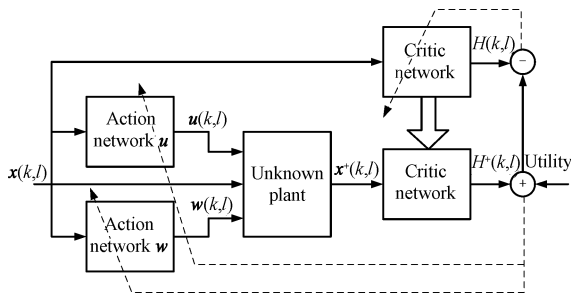 Critic
network
H(k,l)
−
Action
network u
u(k,l)
x(k,l)
Unknown
plant
x⁺(k,l)
Critic
network
H⁺(k,l)
+
Utility
w(k,l)
Action
network w